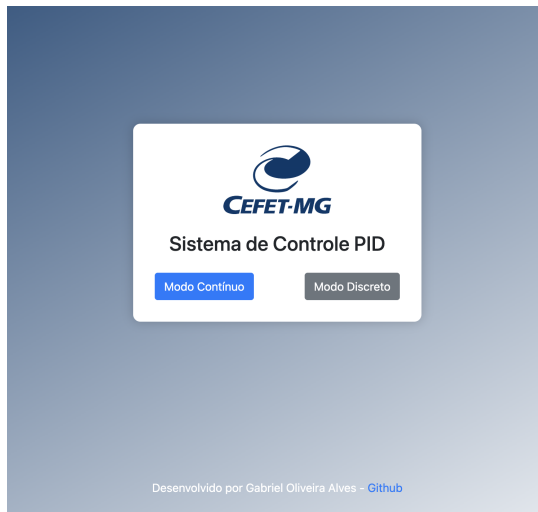 CEFET-MG
Sistema de Controle PID
Modo Contínuo
Modo Discreto
Desenvolvido por Gabriel Oliveira Alves - Github